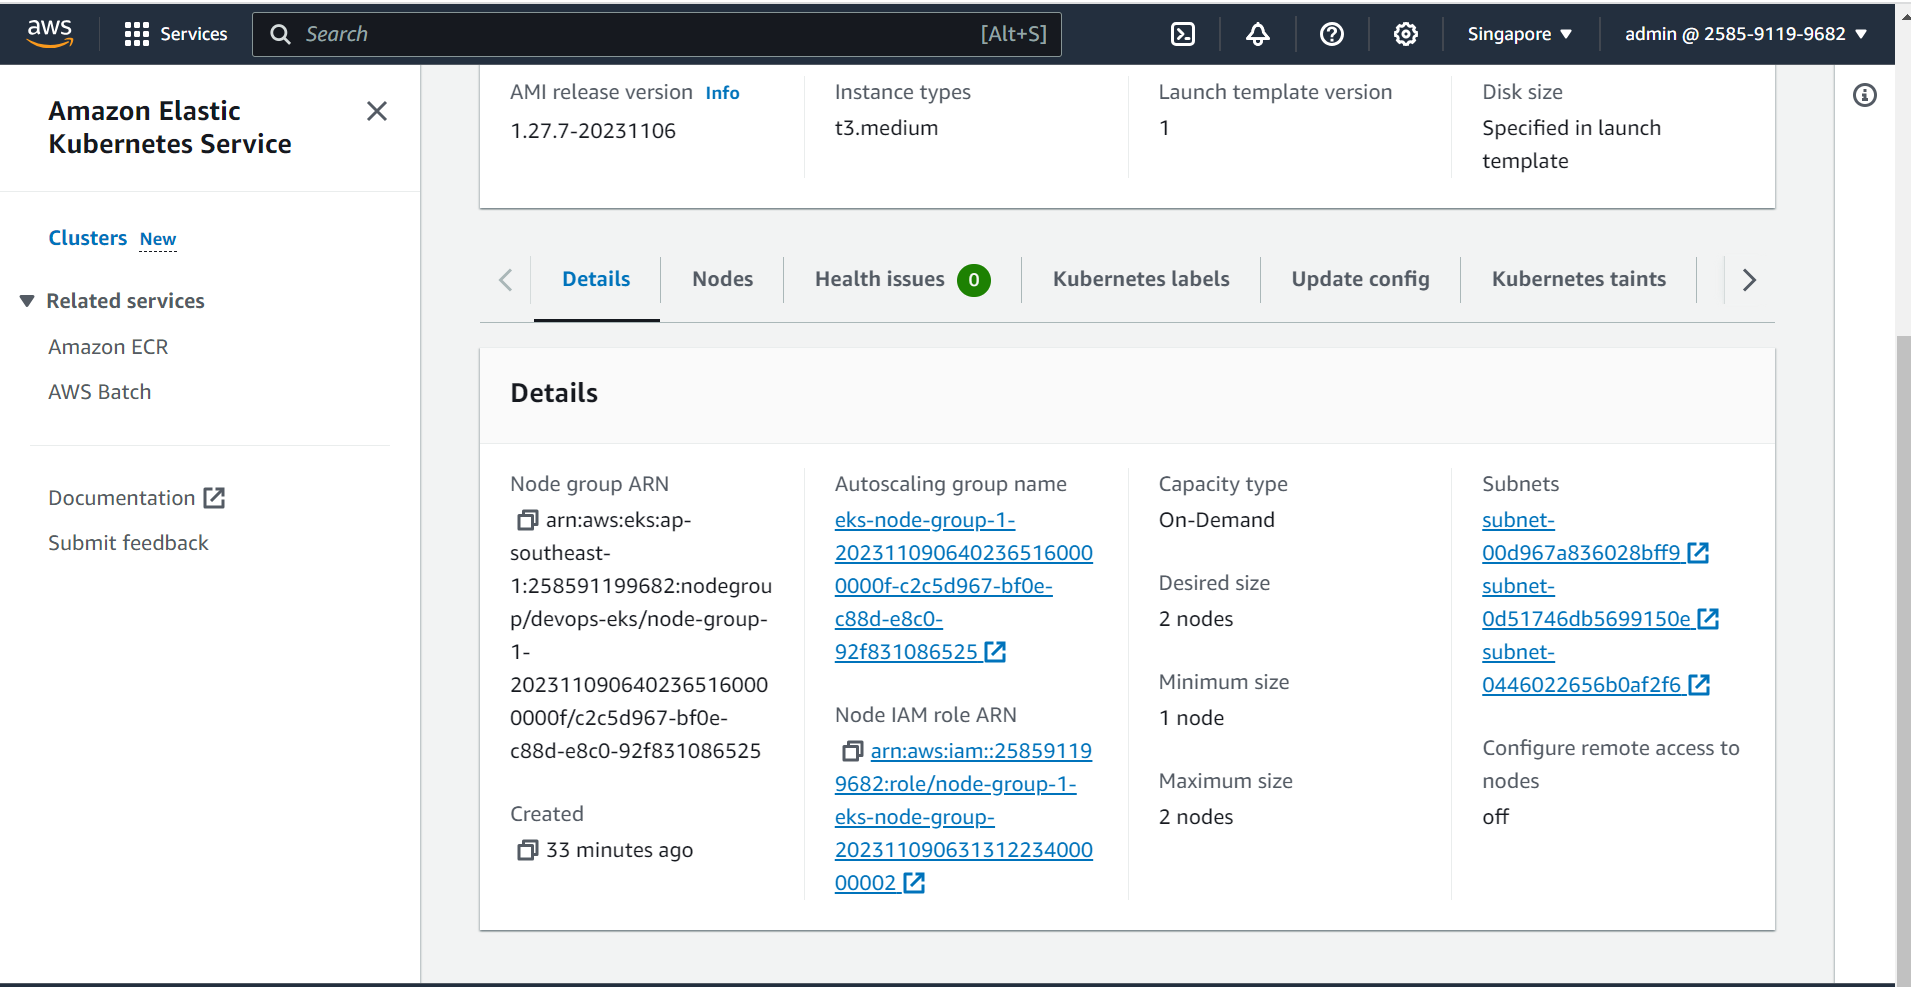 aws
Services
Search
[Alt+S]
Singapore
admin @ 2585-9119-9682
Amazon Elastic
Kubernetes Service
Clusters New
Related services
Amazon ECR
AWS Batch
Documentation
Submit feedback
AMI release version Info
1.27.7-20231106
Instance types
t3.medium
Launch template version
1
Disk size
Specified in launch
template
Details
Nodes
Health issues 0
Kubernetes labels
Update config
Kubernetes taints
Details
Node group ARN
arn:aws:eks:ap-
southeast-
1:258591199682:nodegrou
p/devops-eks/node-group-
1-
202311090640236516000
0000f/c2c5d967-bf0e-
c88d-e8c0-92f831086525
Created
33 minutes ago
Autoscaling group name
eks-node-group-1-
202311090640236516000
0000f-c2c5d967-bf0e-
c88d-e8c0-
92f831086525
Node IAM role ARN
arn:aws:iam::25859119
9682:role/node-group-1-
eks-node-group-
202311090631312234000
00002
Capacity type
On-Demand
Desired size
2 nodes
Minimum size
1 node
Maximum size
2 nodes
Subnets
subnet-
00d967a836028bff9
subnet-
0d51746db5699150e
subnet-
0446022656b0af2f6
Configure remote access to
nodes
off